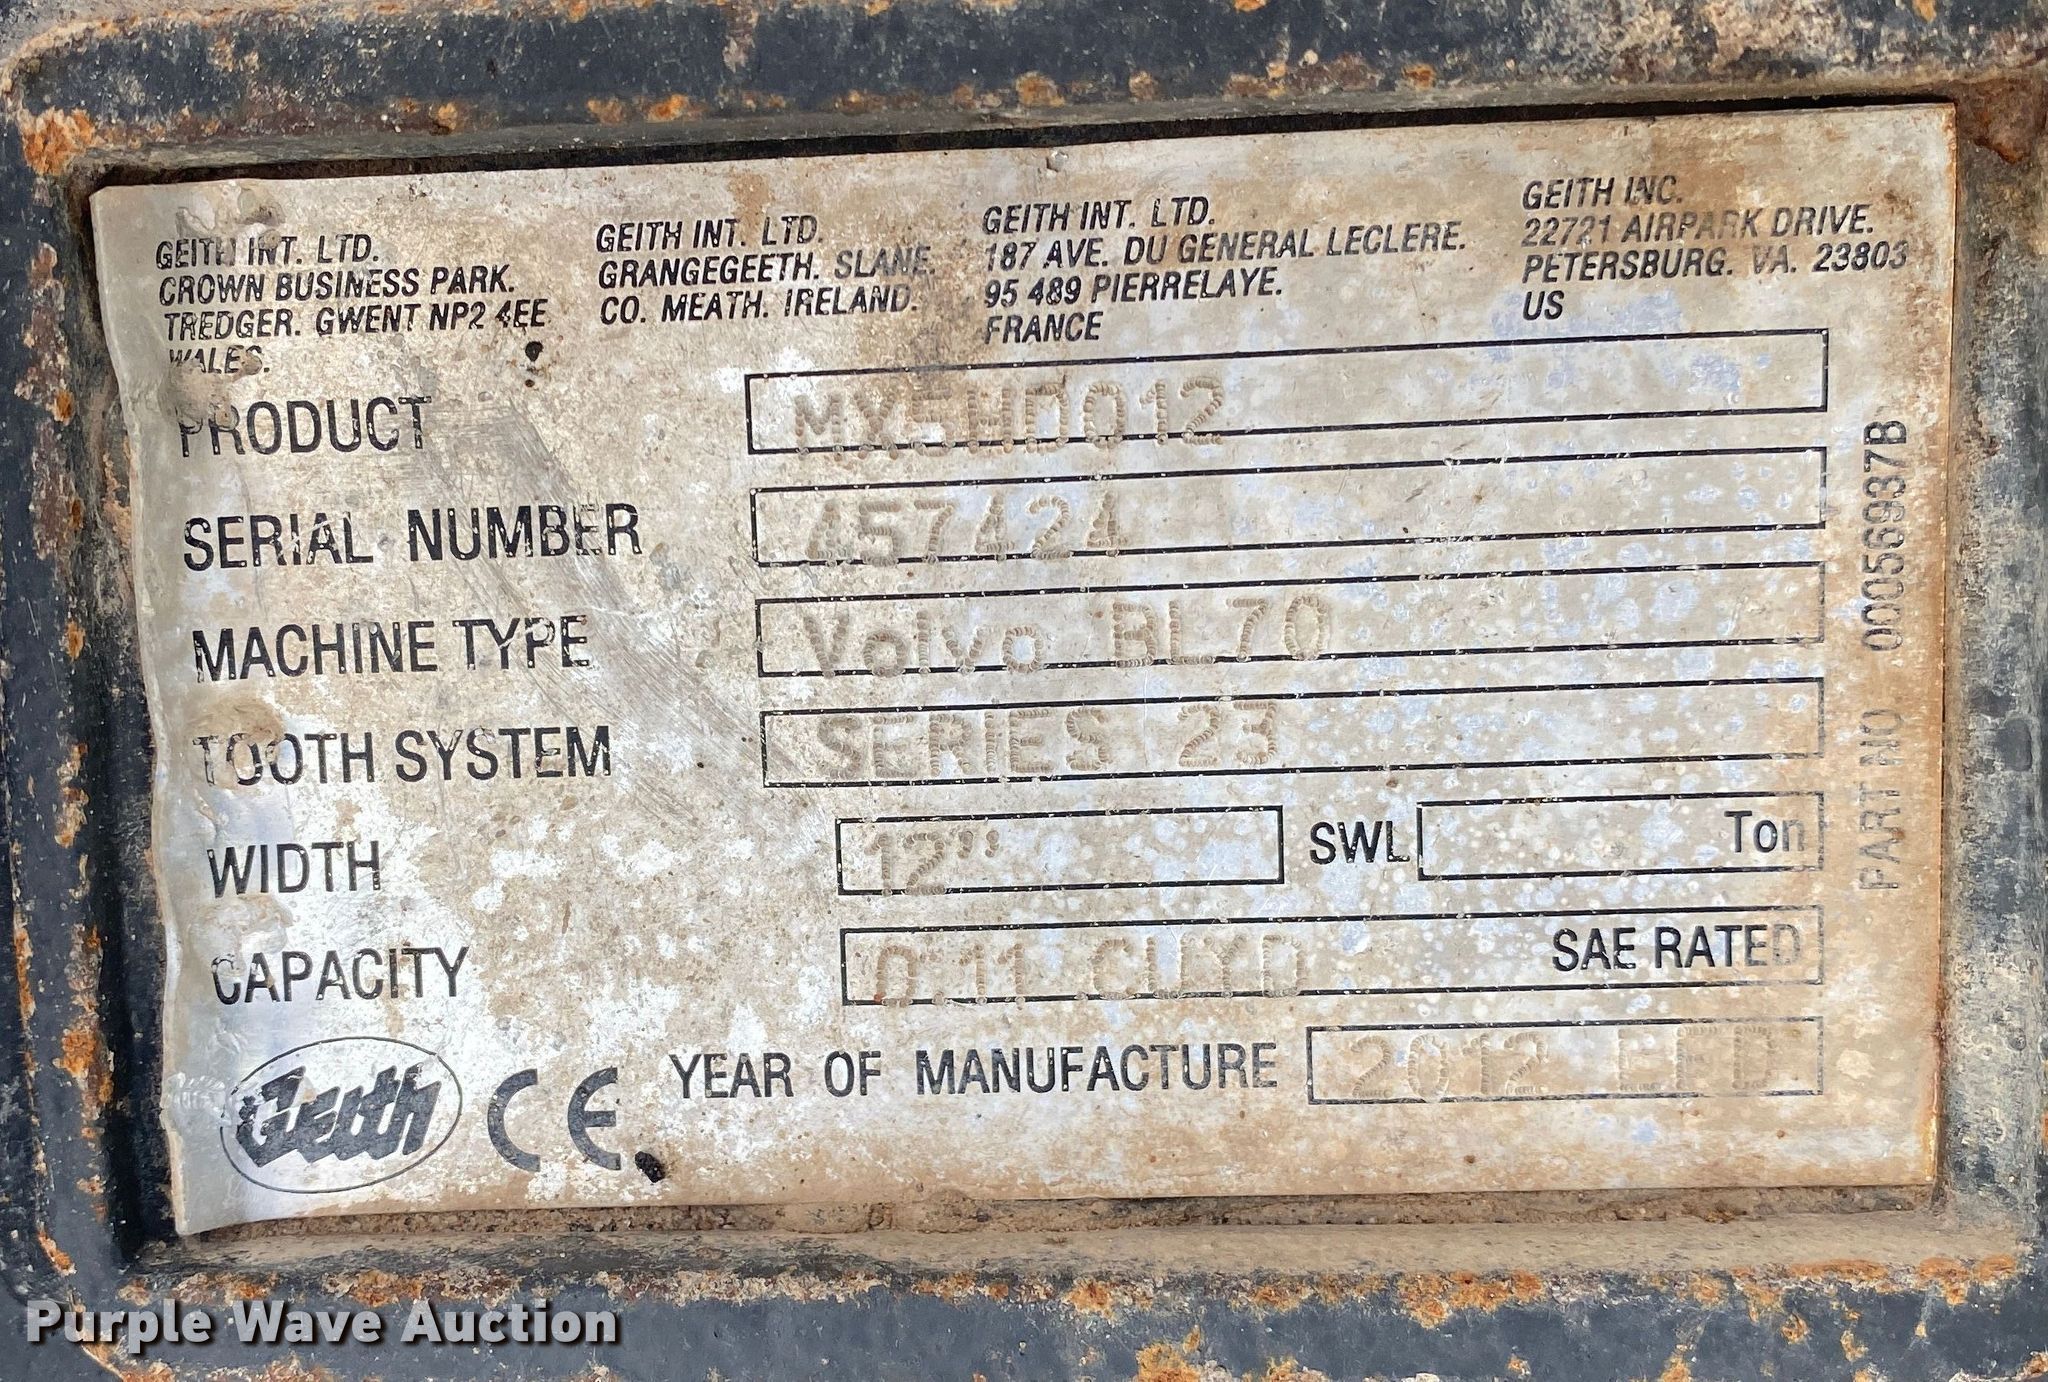 GEITH INT. LTD.
CROWN BUSINESS PARK.
TREDGER. GWENT NP2 4EE
WALES.
GEITH INT. LTD.
GRANGEGEETH. SLANE.
CO. MEATH. IRELAND.
GEITH INT. LTD.
187 AVE. DU GENERAL LECLERE.
95 489 PIERRELAYE.
FRANCE
GEITH INC.
22721 AIRPARK DRIVE.
PETERSBURG. VA. 23803
US
PRODUCT MX5HDQ12
SERIAL NUMBER 457424
MACHINE TYPE Volvo BL70
TOOTH SYSTEM SERIES 23
WIDTH 12" SWL Ton
CAPACITY 0.11 CUYD SAE RATED
YEAR OF MANUFACTURE 2012
Geith CE
PART NO 00056937B
Purple Wave Auction